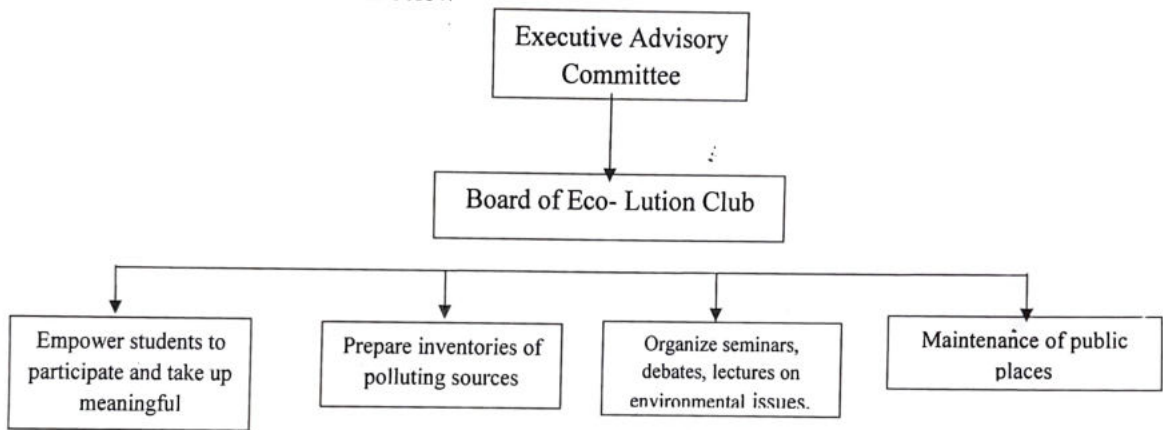 Executive Advisory
Committee
Board of Eco- Lution Club
Empower students to
participate and take up
meaningful
Prepare inventories of
polluting sources
Organize seminars,
debates, lectures on
environmental issues.
Maintenance of public
places